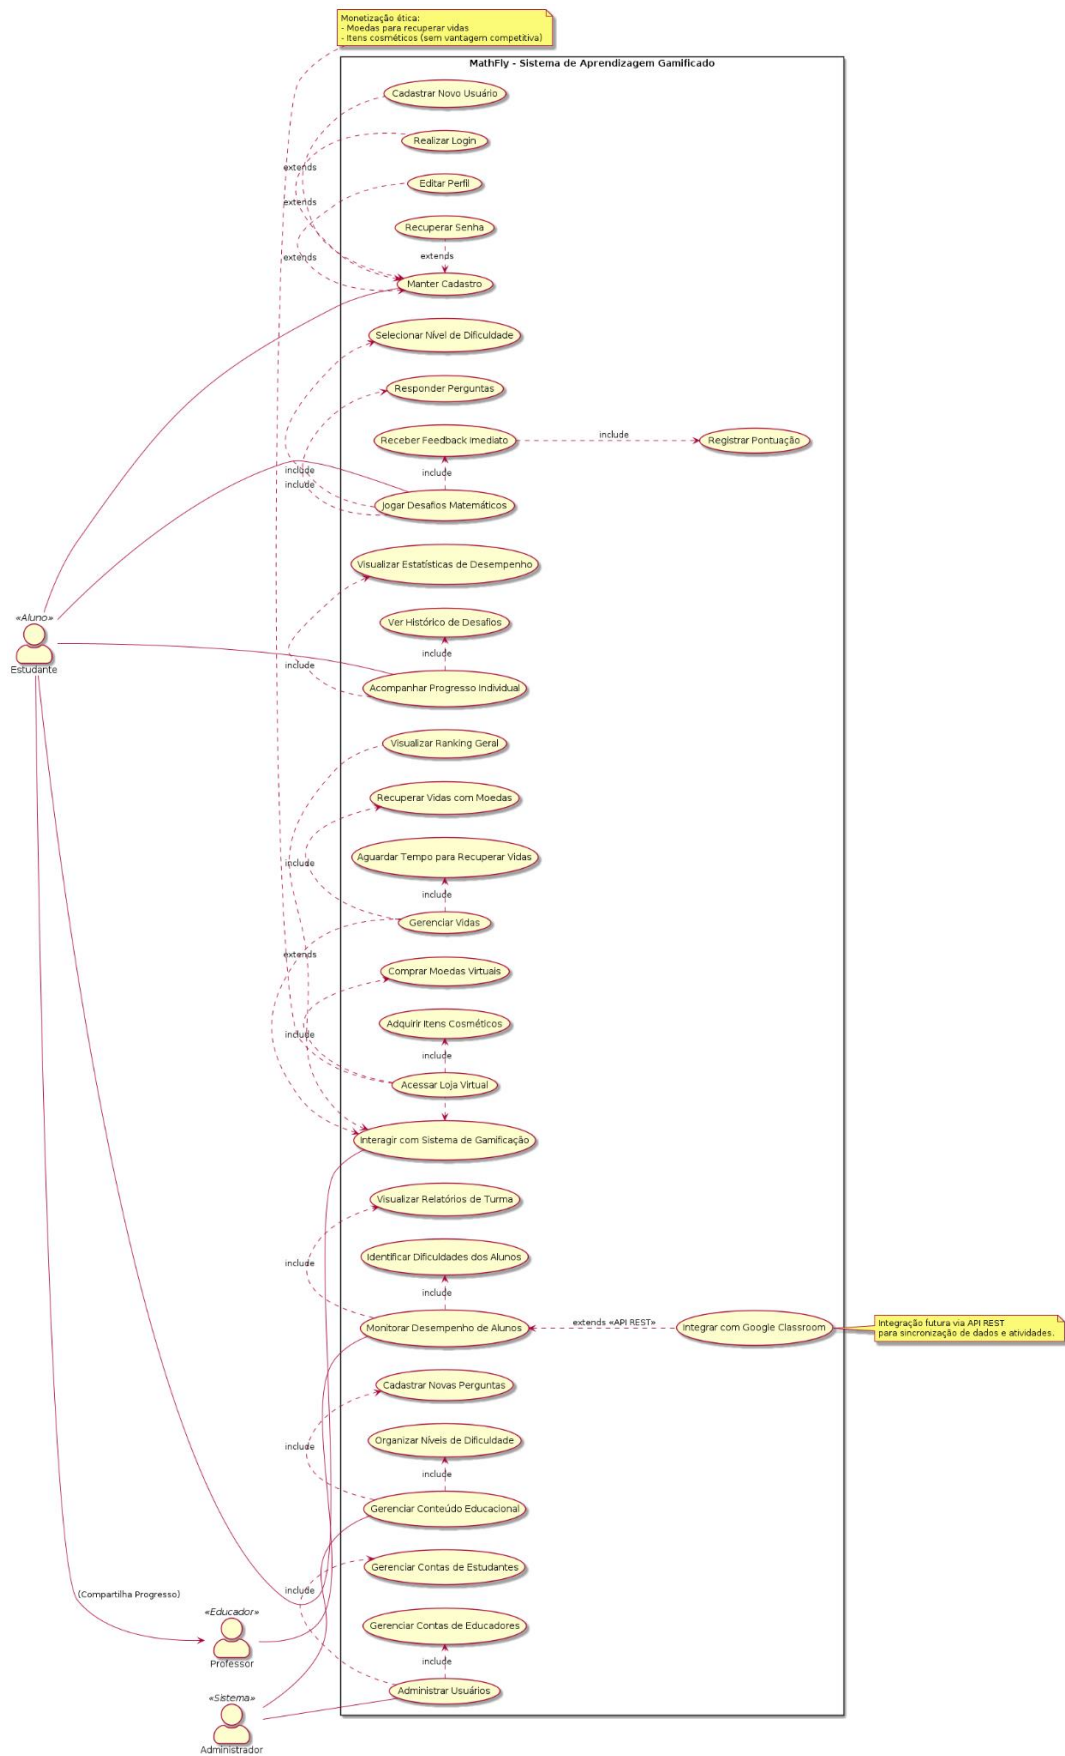 Monetização ética:
- Moedas para recuperar vidas
- Itens cosméticos (sem vantagem competitiva)
MathFly - Sistema de Aprendizagem Gamificado
Cadastrar Novo Usuário
Realizar Login
extends
Editar Perfil
extends
Recuperar Senha
extends
extends
Manter Cadastro
Selecionar Nível de Dificuldade
Responder Perguntas
Receber Feedback Imediato
include
Registrar Pontuação
include
include
include
Jogar Desafios Matemáticos
Visualizar Estatísticas de Desempenho
«Aluno»
Estudante
Ver Histórico de Desafios
include
include
Acompanhar Progresso Individual
Visualizar Ranking Geral
Recuperar Vidas com Moedas
Aguardar Tempo para Recuperar Vidas
include
include
Gerenciar Vidas
extends
Comprar Moedas Virtuais
Adquirir Itens Cosméticos
include
include
Acessar Loja Virtual
Interagir com Sistema de Gamificação
Visualizar Relatórios de Turma
Identificar Dificuldades dos Alunos
include
include
Monitorar Desempenho de Alunos
extends «API REST»
Integrar com Google Classroom
Integração futura via API REST
para sincronização de dados e atividades.
Cadastrar Novas Perguntas
Organizar Níveis de Dificuldade
include
include
Gerenciar Conteúdo Educacional
Gerenciar Contas de Estudantes
include
(Compartilha Progresso)
«Educador»
Professor
Gerenciar Contas de Educadores
include
Administrar Usuários
«Sistema»
Administrador